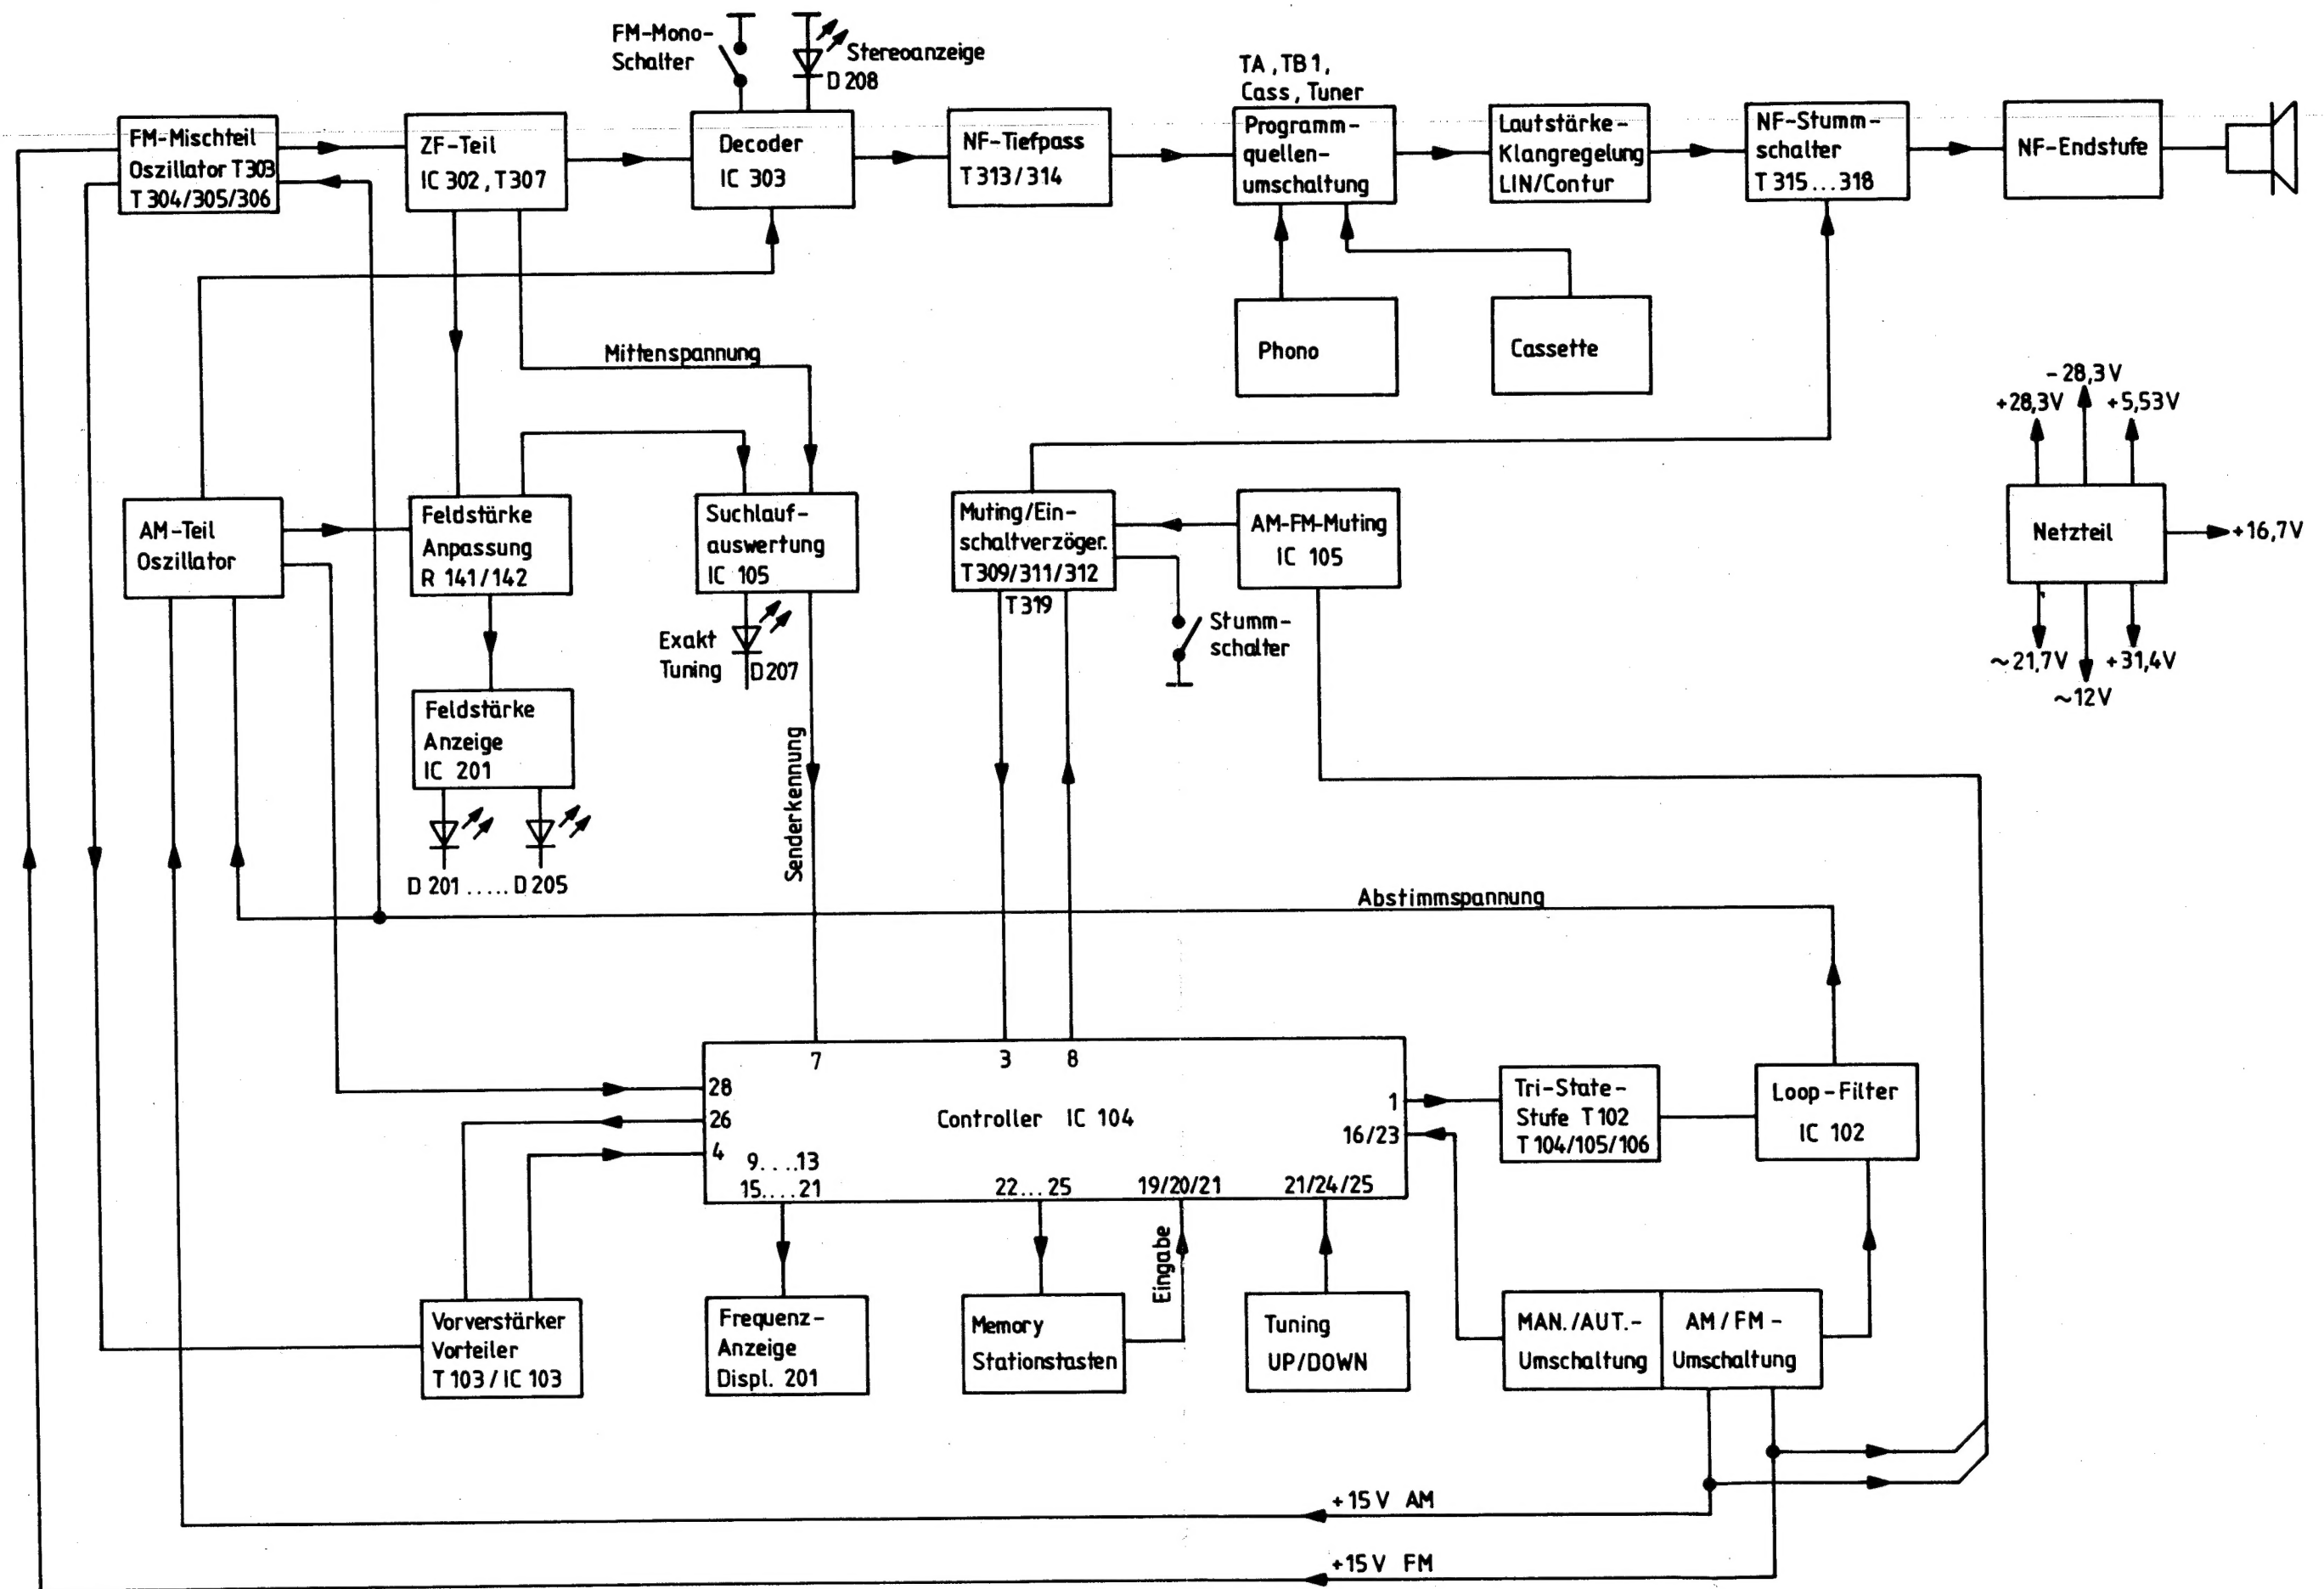 FM-Mono-
Schalter
Stereoanzeige
D 208
TA , TB 1,
Cass , Tuner
FM-Mischteil
Oszillator T303
T 304/305/306
ZF-Teil
IC 302 , T307
Decoder
IC 303
NF-Tiefpass
T 313/314
Programm-
quellen-
umschaltung
Lautstärke-
Klangregelung
LIN/Contur
NF-Stumm-
schalter
T 315...318
NF-Endstufe
Mittenspannung
Phono
Cassette
- 28,3 V
+28,3V
+5,53V
Netzteil
+16,7V
~21,7V
+31,4V
~12V
AM-Teil
Oszillator
Feldstärke
Anpassung
R 141/142
Suchlauf-
auswertung
IC 105
Muting/Ein-
schaltverzöger.
T309/311/312
T319
AM-FM-Muting
IC 105
Exakt
Tuning
D207
Stumm-
schalter
Feldstärke
Anzeige
IC 201
D 201 ..... D 205
Senderkennung
Abstimmspannung
7
3
8
28
26
4
Controller IC 104
1
16/23
9....13
15....21
22... 25
19/20/21
21/24/25
Tri-State-
Stufe T 102
T 104/105/106
Loop-Filter
IC 102
Eingabe
Vorverstärker
Vorteiler
T 103 / IC 103
Frequenz-
Anzeige
Displ. 201
Memory
Stationstasten
Tuning
UP/DOWN
MAN./AUT.-
Umschaltung
AM / FM -
Umschaltung
+ 15 V AM
+15 V FM